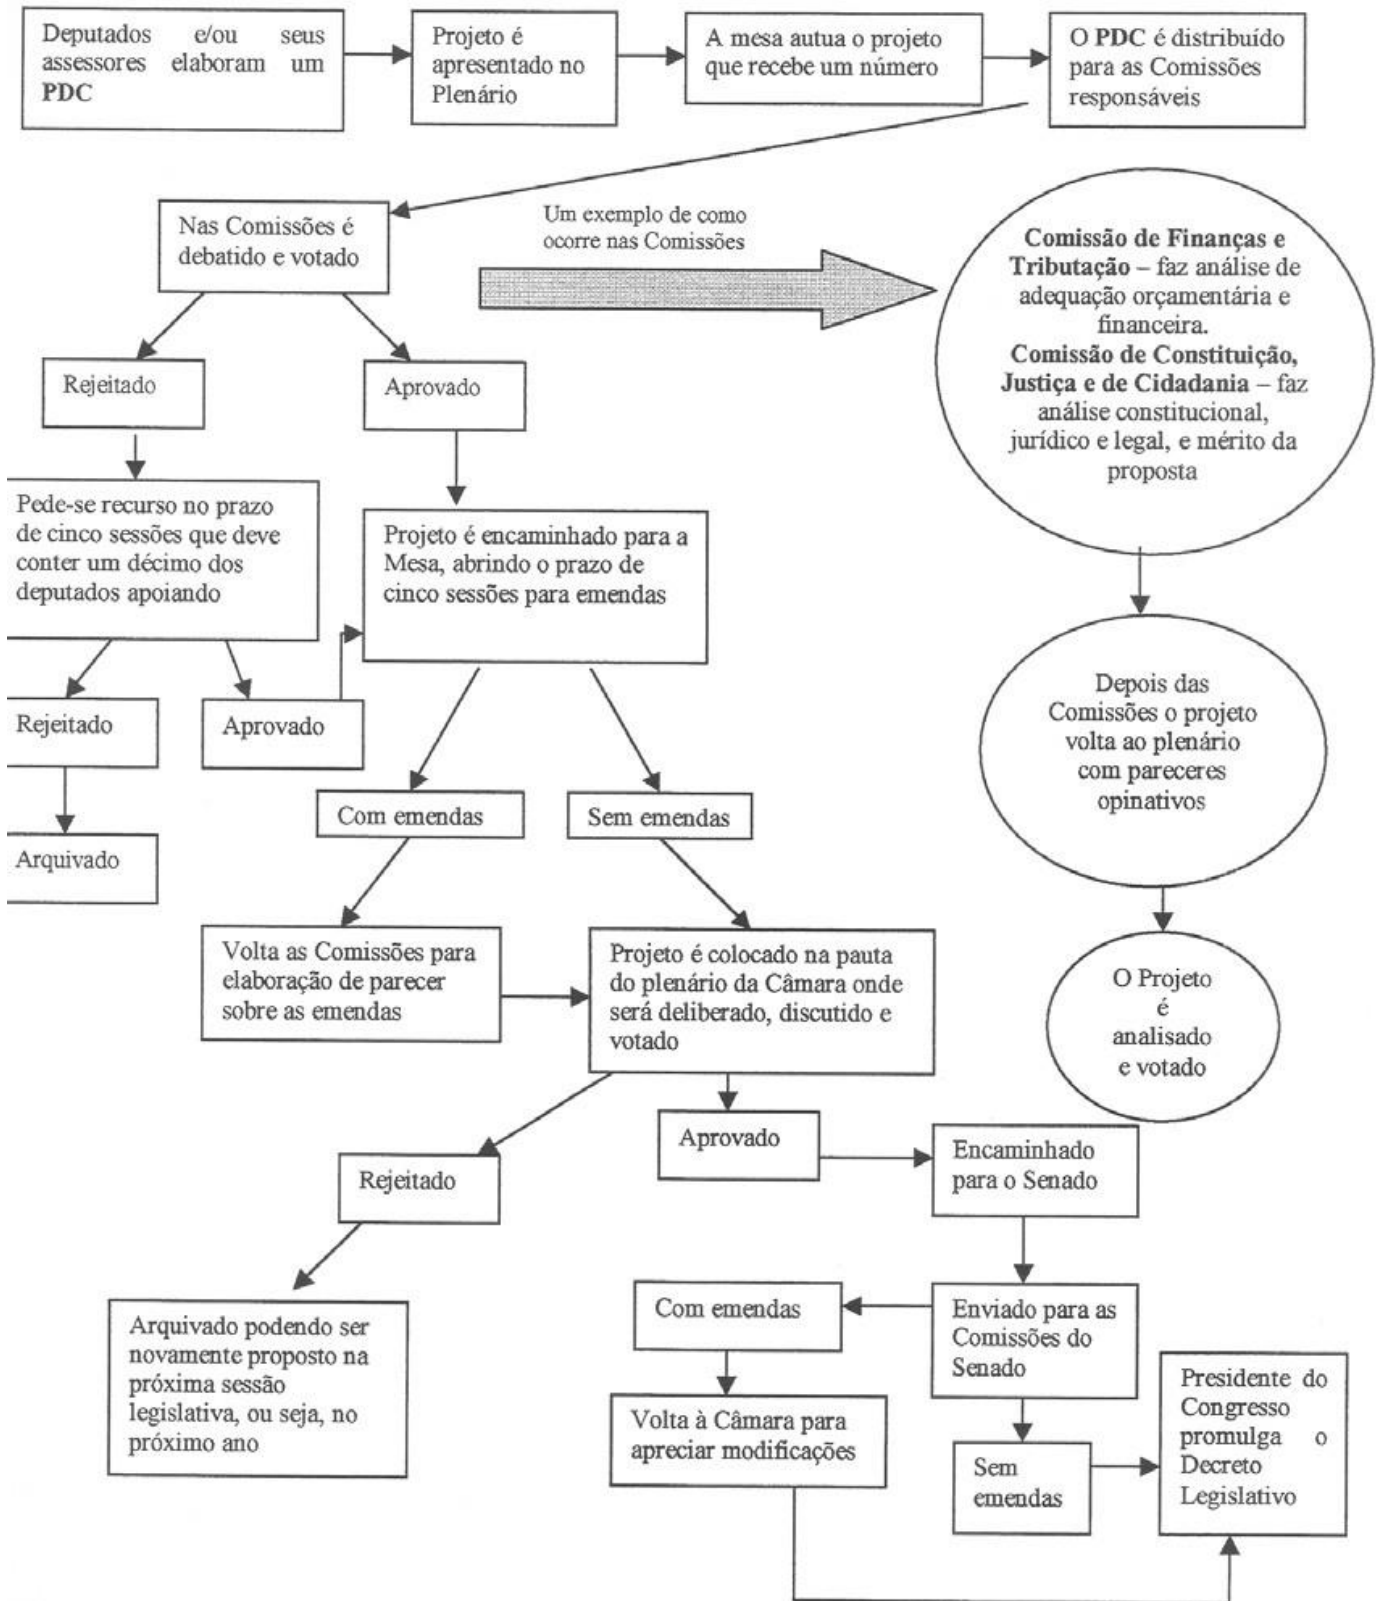 Deputados e/ou seus
assessores elaboram um
PDC
Projeto é
apresentado no
Plenário
A mesa autua o projeto
que recebe um número
O PDC é distribuído
para as Comissões
responsáveis
Nas Comissões é
debatido e votado
Um exemplo de como
ocorre nas Comissões
Comissão de Finanças e
Tributação – faz análise de
adequação orçamentária e
financeira.
Comissão de Constituição,
Justiça e de Cidadania – faz
análise constitucional,
jurídico e legal, e mérito da
proposta
Rejeitado
Aprovado
Pede-se recurso no prazo
de cinco sessões que deve
conter um décimo dos
deputados apoiando
Projeto é encaminhado para a
Mesa, abrindo o prazo de
cinco sessões para emendas
Rejeitado
Aprovado
Depois das
Comissões o projeto
volta ao plenário
com pareceres
opinativos
Com emendas
Sem emendas
Arquivado
Volta as Comissões para
elaboração de parecer
sobre as emendas
Projeto é colocado na pauta
do plenário da Câmara onde
será deliberado, discutido e
votado
O Projeto
é
analisado
e votado
Aprovado
Encaminhado
para o Senado
Rejeitado
Com emendas
Enviado para as
Comissões do
Senado
Arquivado podendo ser
novamente proposto na
próxima sessão
legislativa, ou seja, no
próximo ano
Volta à Câmara para
apreciar modificações
Sem
emendas
Presidente do
Congresso
promulga o
Decreto
Legislativo